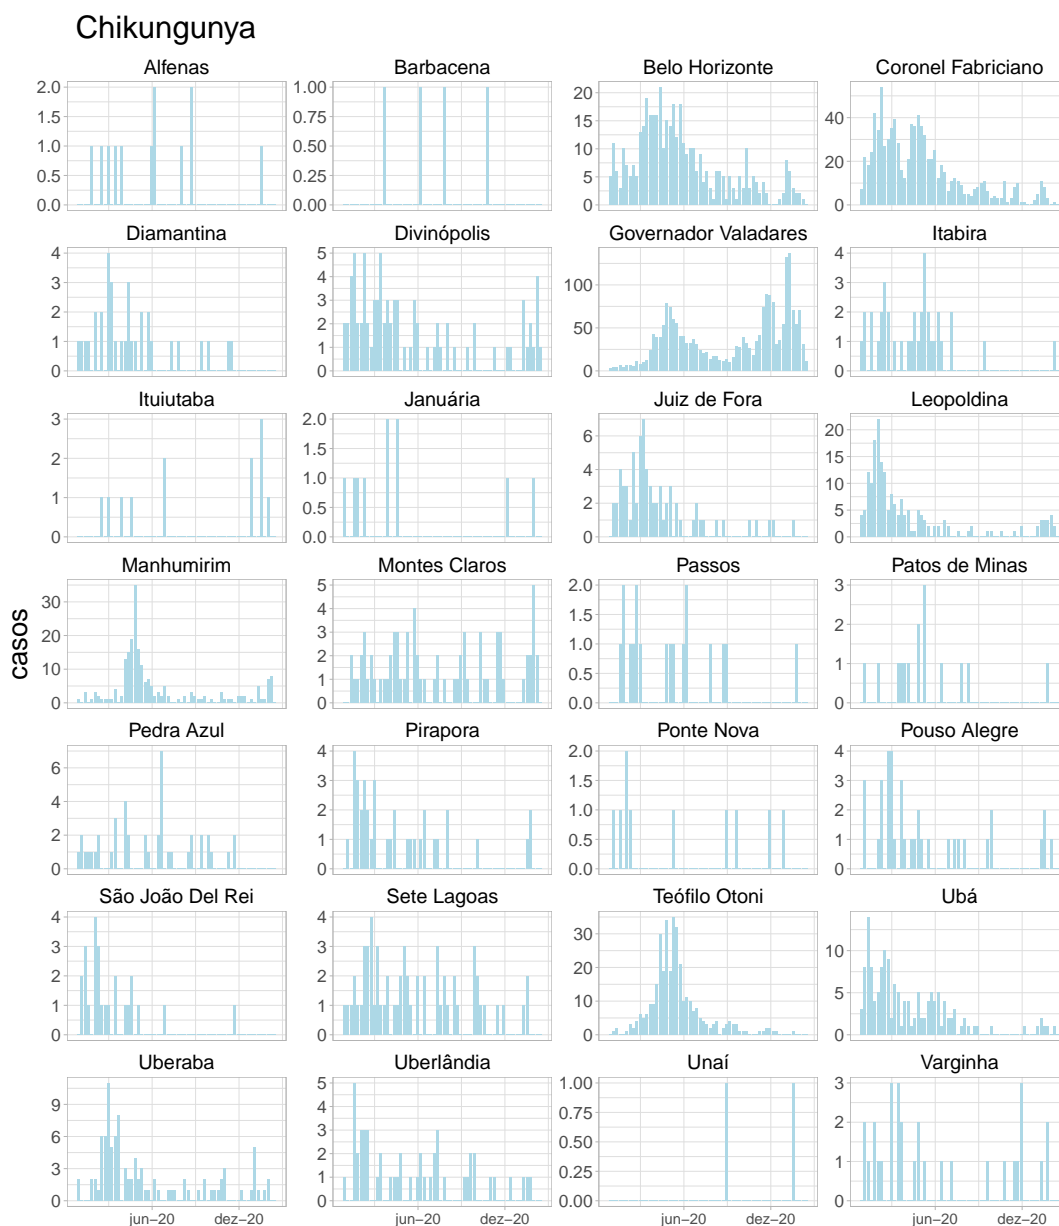 Chikungunya
Alfenas Barbacena Belo Horizonte Coronel Fabriciano
2.0 1.5 1.0 0.5 0.0
1.00 0.75 0.50 0.25 0.00
20 15 10 5 0
40 20 0
Diamantina Divinópolis Governador Valadares Itabira
4 3 2 1 0
5 4 3 2 1 0
100 50 0
4 3 2 1 0
Ituiutaba Januária Juiz de Fora Leopoldina
3 2 1 0
2.0 1.5 1.0 0.5 0.0
6 4 2 0
20 15 10 5 0
Manhumirim Montes Claros Passos Patos de Minas
30 20 10 0
5 4 3 2 1 0
2.0 1.5 1.0 0.5 0.0
3 2 1 0
casos
Pedra Azul Pirapora Ponte Nova Pouso Alegre
6 4 2 0
4 3 2 1 0
2.0 1.5 1.0 0.5 0.0
4 3 2 1 0
São João Del Rei Sete Lagoas Teófilo Otoni Ubá
4 3 2 1 0
4 3 2 1 0
30 20 10 0
10 5 0
Uberaba Uberlândia Unaí Varginha
9 6 3 0
5 4 3 2 1 0
1.00 0.75 0.50 0.25 0.00
3 2 1 0
jun−20 dez−20 jun−20 dez−20 jun−20 dez−20 jun−20 dez−20